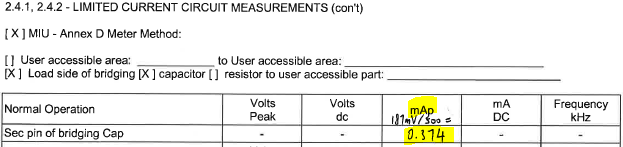 2.4.1, 2.4.2 - LIMITED CURRENT CIRCUIT MEASUREMENTS (con't)
[ X ] MIU - Annex D Meter Method:
[ ] User accessible area: ____________ to User accessible area: ____________
[X ] Load side of bridging [X ] capacitor [ ] resistor to user accessible part: ____________
Normal Operation Volts Peak Volts dc mAp 187mV/500 = mA DC Frequency kHz
Sec pin of bridging Cap - - 0.374 - -